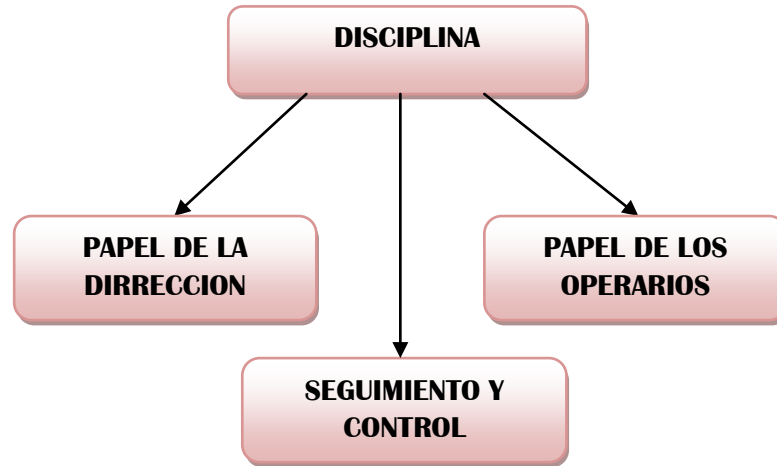 DISCIPLINA
PAPEL DE LA
DIRRECCION
PAPEL DE LOS
OPERARIOS
SEGUIMIENTO Y
CONTROL